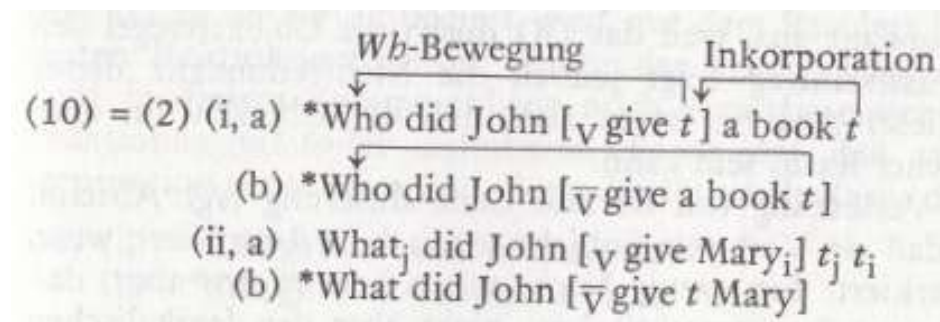 Wh-Bewegung Inkorporation
(10) = (2) (i, a) *Who did John [V give t] a book t
(b) *Who did John [V̅ give a book t]
(ii, a) Whatj did John [V give Maryi] tj ti
(b) *What did John [V̅ give t Mary]